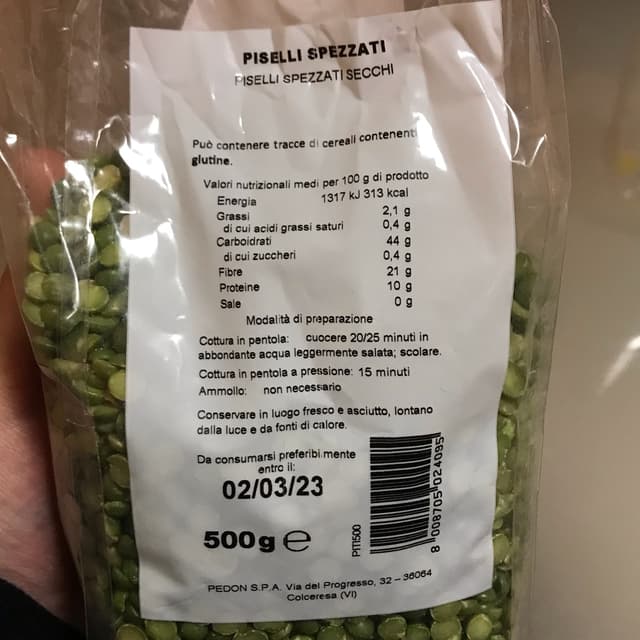 PISELLI SPEZZATI
PISELLI SPEZZATI SECCHI
Può contenere tracce di cereali contenenti
glutine.
Valori nutrizionali medi per 100 g di prodotto
Energia 1317 kJ 313 kcal
Grassi 2,1 g
di cui acidi grassi saturi 0,4 g
Carboidrati 44 g
di cui zuccheri 0,4 g
Fibre 21 g
Proteine 10 g
Sale 0 g
Modalità di preparazione
Cottura in pentola: cuocere 20/25 minuti in
abbondante acqua leggermente salata; scolare.
Cottura in pentola a pressione: 15 minuti
Ammollo: non necessario
Conservare in luogo fresco e asciutto, lontano
dalla luce e da fonti di calore.
Da consumarsi preferibilmente
entro il:
02/03/23
500 g ℮
PIT1500
8 008705 024095
PEDON S.P.A. Via del Progresso, 32 – 36064
Colceresa (VI)